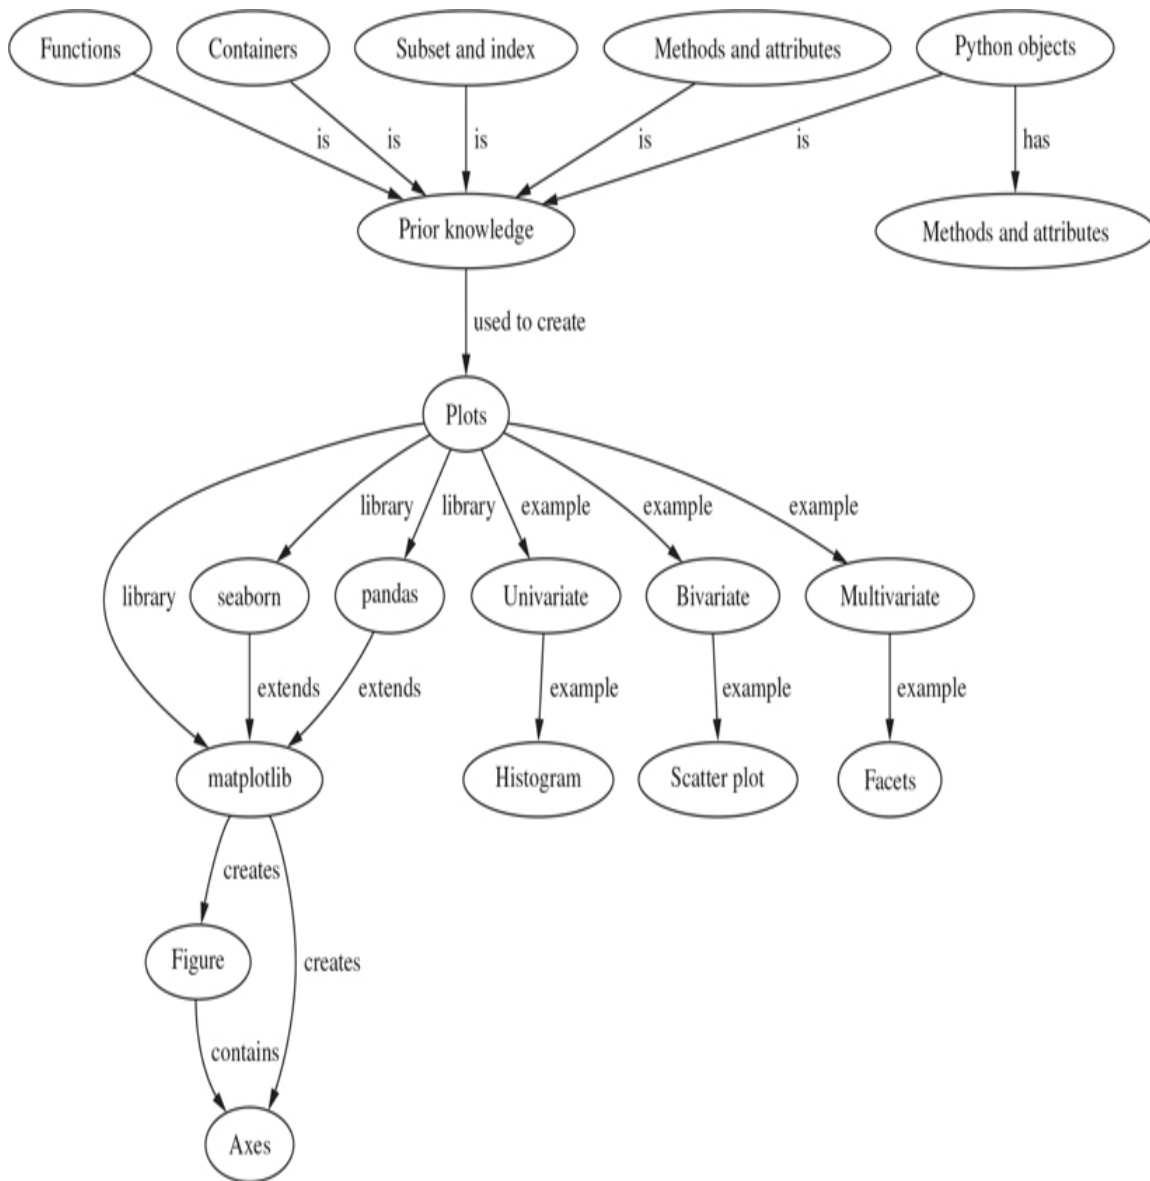 Functions
Containers
Subset and index
Methods and attributes
Python objects
is
is
is
is
is
has
Prior knowledge
Methods and attributes
used to create
Plots
library
library
example
example
example
library
seaborn
pandas
Univariate
Bivariate
Multivariate
extends
extends
example
example
example
matplotlib
Histogram
Scatter plot
Facets
creates
Figure
creates
contains
Axes